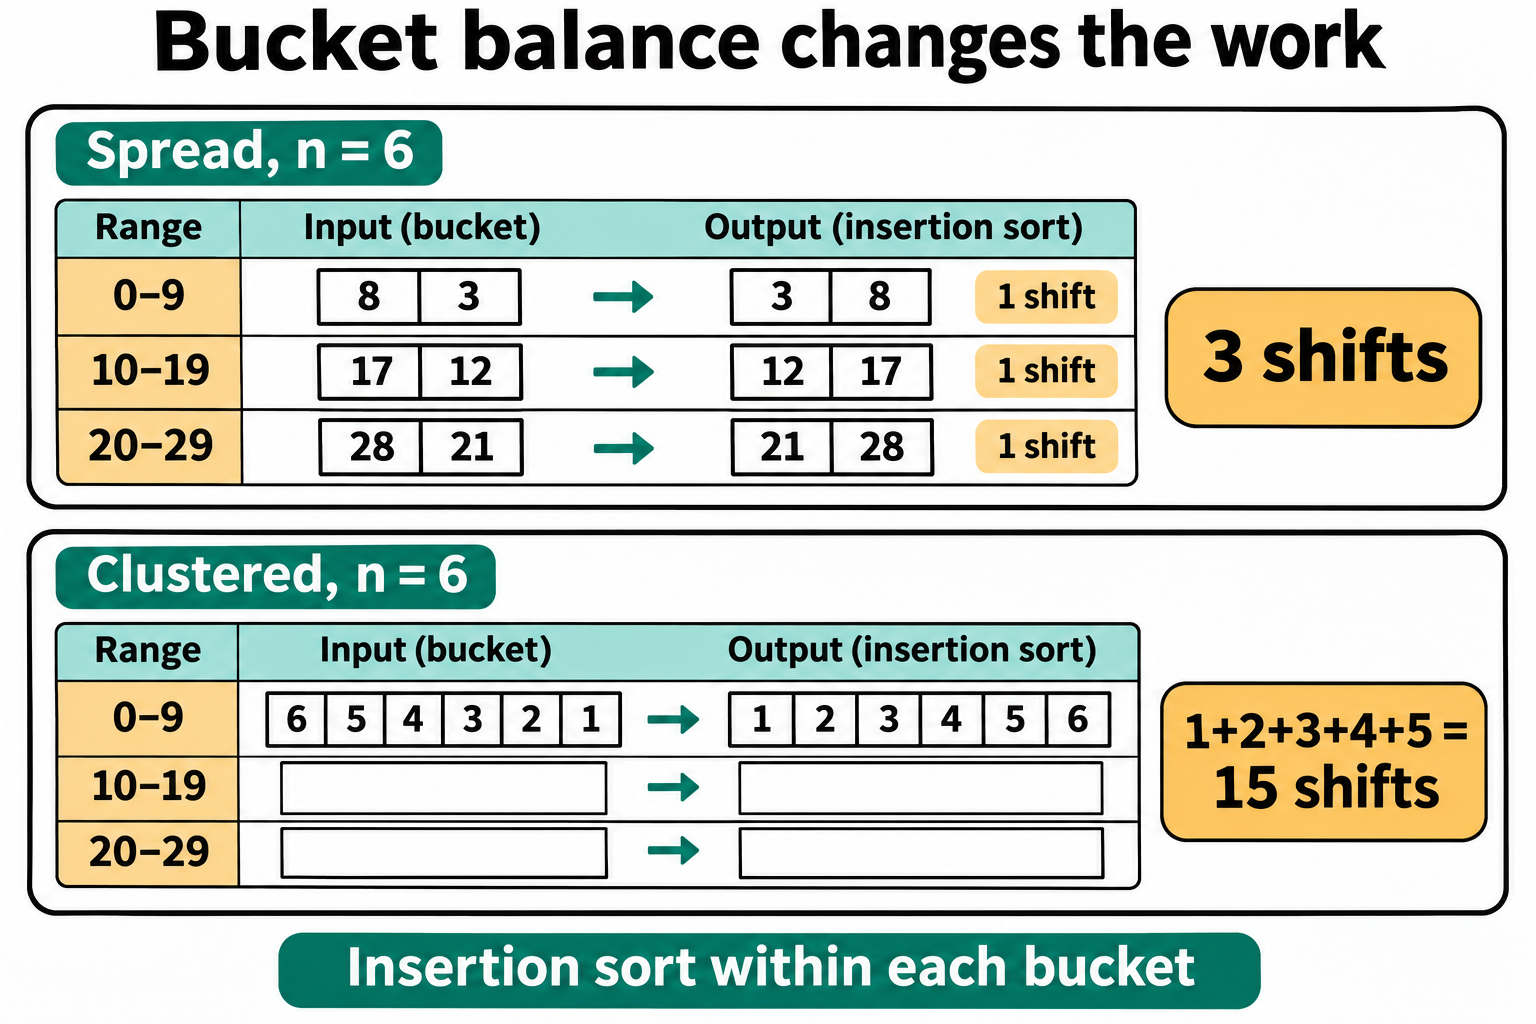 Bucket balance changes the work
Spread, n = 6
Range Input (bucket) Output (insertion sort)
0–9 8 3 3 8 1 shift
10–19 17 12 12 17 1 shift
20–29 28 21 21 28 1 shift
3 shifts
Clustered, n = 6
Range Input (bucket) Output (insertion sort)
0–9 6 5 4 3 2 1 1 2 3 4 5 6
10–19
20–29
1+2+3+4+5 =
15 shifts
Insertion sort within each bucket